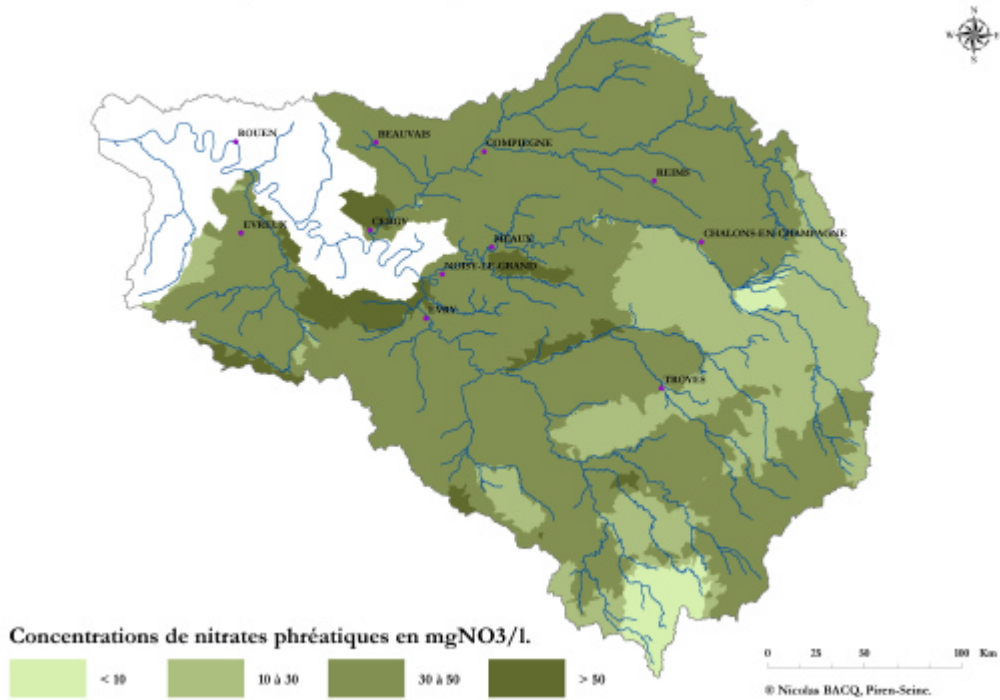 N
W E
S
ROUEN
BEAUVAIS
COMPIEGNE
REIMS
EVREUX
CERGY
CHALONS-EN-CHAMPAGNE
MEAUX
NOISY-LE-GRAND
EVRY
TROYES
Concentrations de nitrates phréatiques en mgNO3/l.
< 10 10 à 30 30 à 50 > 50
0 25 50 100 Km
® Nicolas BACQ, Piren-Seine.